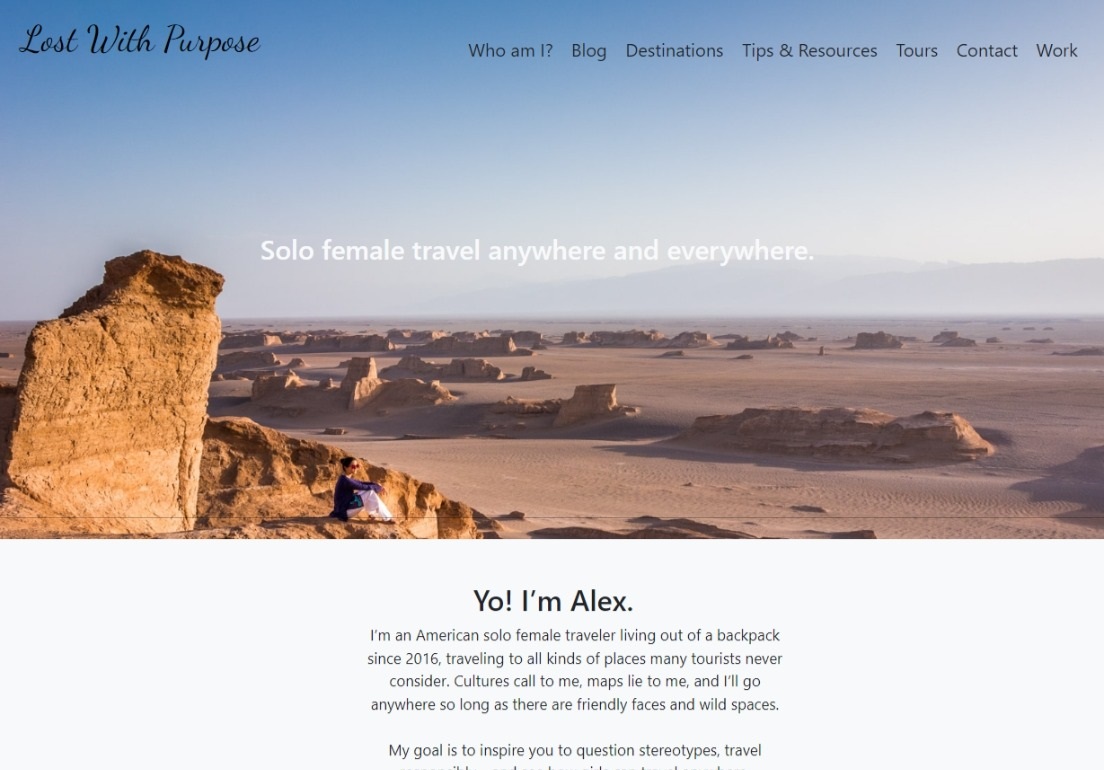 Lost With Purpose
Who am I? Blog Destinations Tips & Resources Tours Contact Work
Solo female travel anywhere and everywhere.
Yo! I'm Alex.
I'm an American solo female traveler living out of a backpack
since 2016, traveling to all kinds of places many tourists never
consider. Cultures call to me, maps lie to me, and I'll go
anywhere so long as there are friendly faces and wild spaces.
My goal is to inspire you to question stereotypes, travel